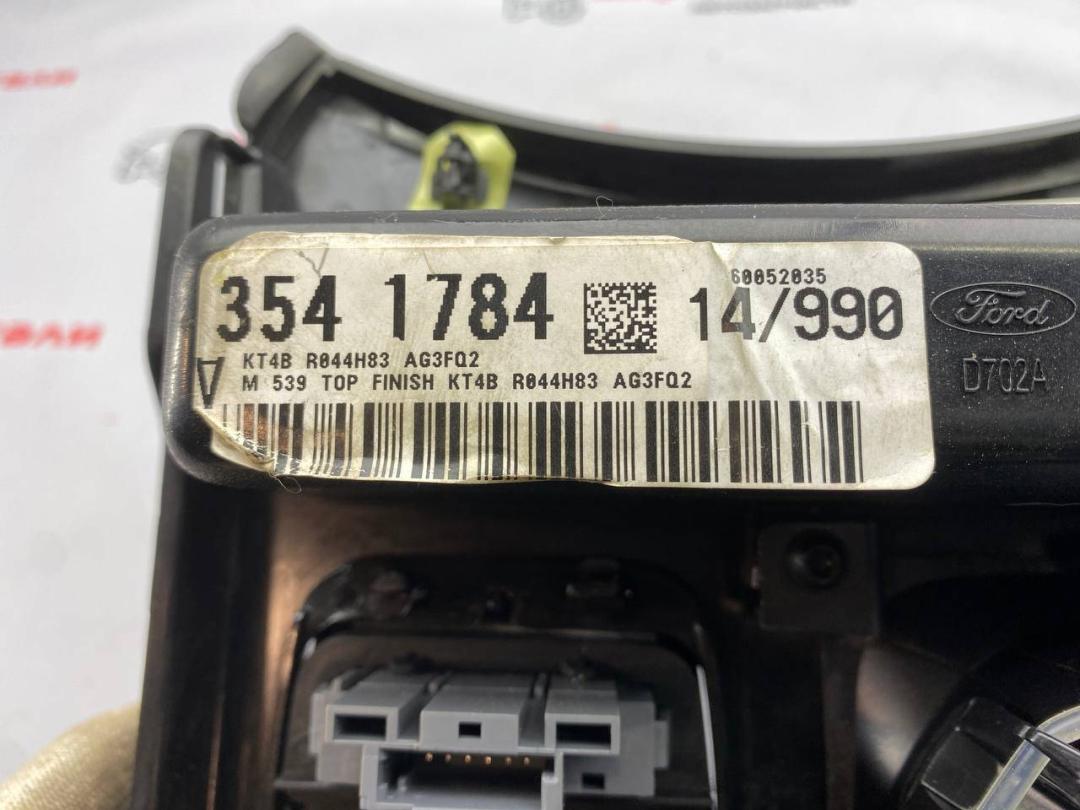 60052035
354 1784 14/990
KT4B R044H83 AG3FQ2
M 539 TOP FINISH KT4B R044H83 AG3FQ2
Ford
D702A